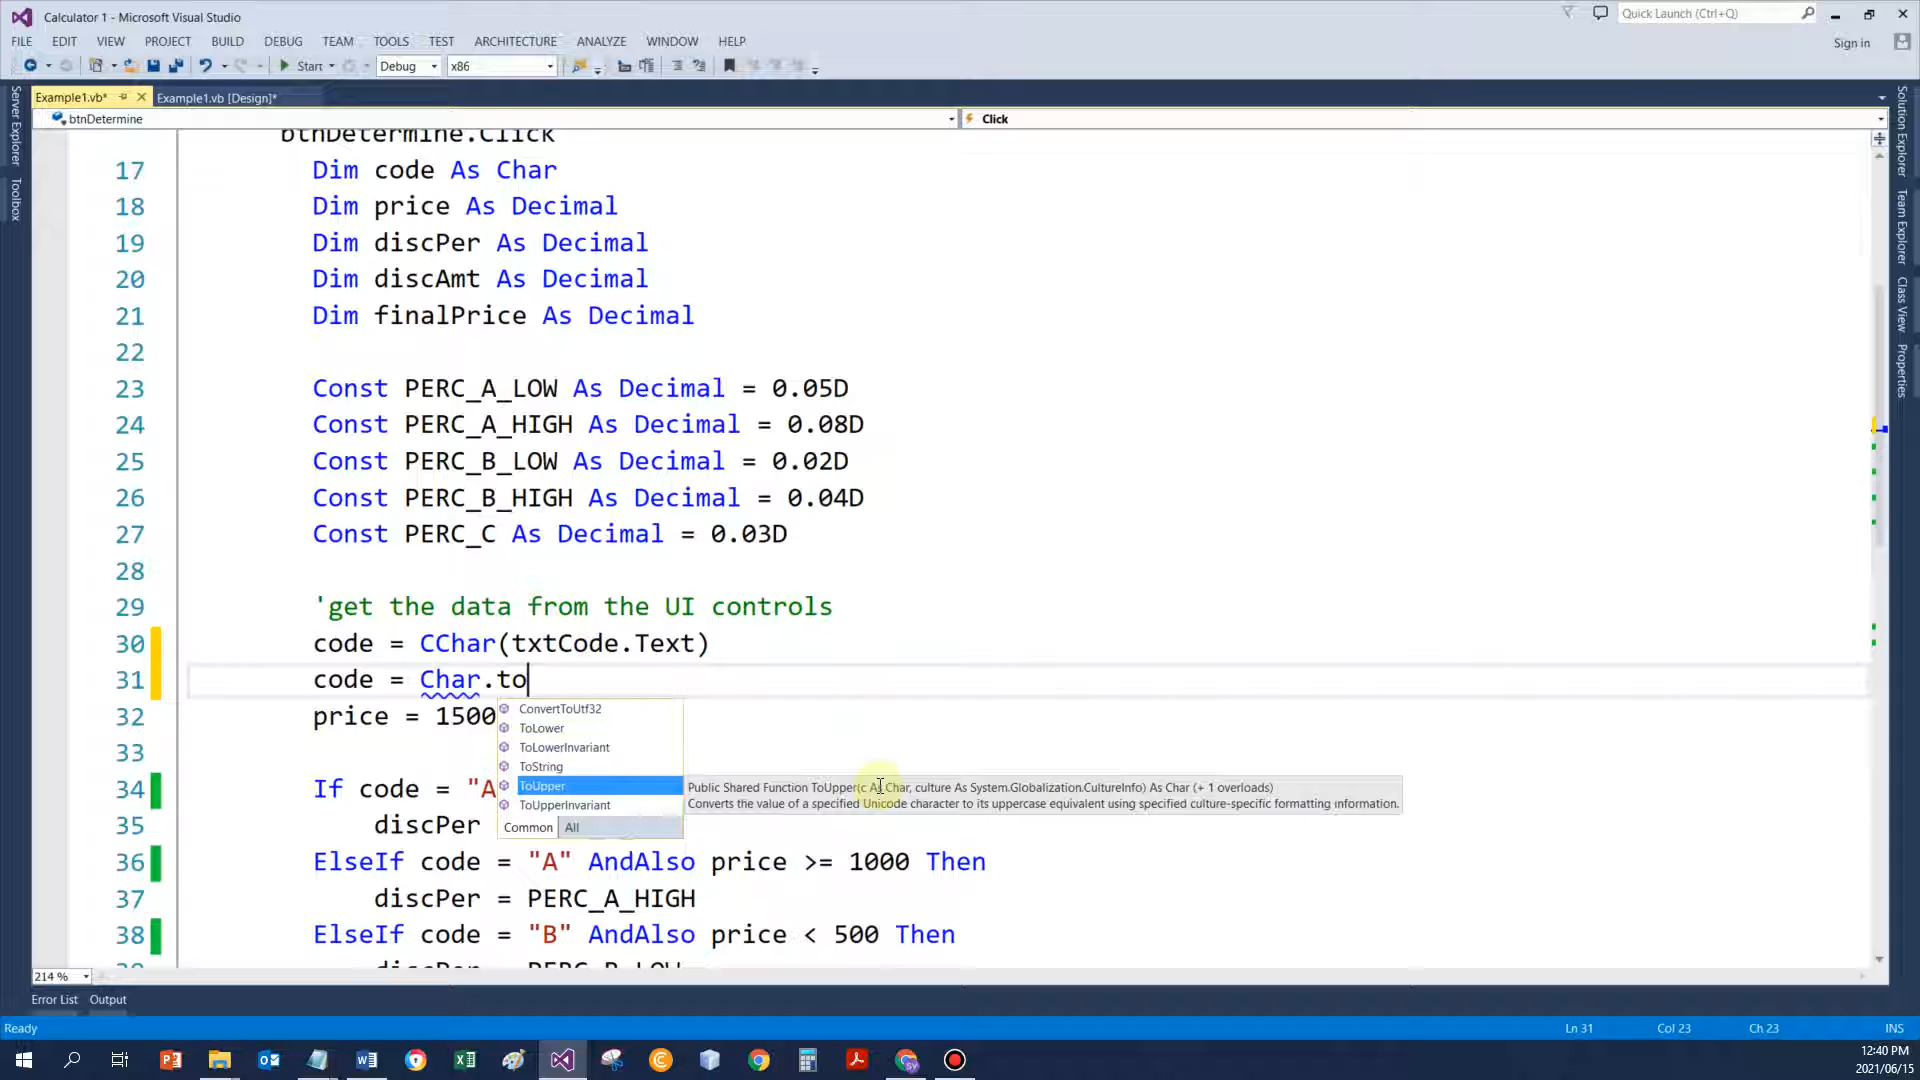 Calculator 1 - Microsoft Visual Studio
Quick Launch (Ctrl+Q)
FILE EDIT VIEW PROJECT BUILD DEBUG TEAM TOOLS TEST ARCHITECTURE ANALYZE WINDOW HELP
Sign in
Start Debug x86
Example1.vb* Example1.vb [Design]*
btnDetermine Click
Server Explorer
Toolbox
Solution Explorer
Team Explorer
Class View
Properties
btnDetermine.Click
17 Dim code As Char
18 Dim price As Decimal
19 Dim discPer As Decimal
20 Dim discAmt As Decimal
21 Dim finalPrice As Decimal
22
23 Const PERC_A_LOW As Decimal = 0.05D
24 Const PERC_A_HIGH As Decimal = 0.08D
25 Const PERC_B_LOW As Decimal = 0.02D
26 Const PERC_B_HIGH As Decimal = 0.04D
27 Const PERC_C As Decimal = 0.03D
28
29 'get the data from the UI controls
30 code = CChar(txtCode.Text)
31 code = Char.to
32 price = 1500
33
34 If code = "A
35 discPer
36 ElseIf code = "A" AndAlso price >= 1000 Then
37 discPer = PERC_A_HIGH
38 ElseIf code = "B" AndAlso price < 500 Then
discPer = PERC_B_LOW
ConvertToUtf32
ToLower
ToLowerInvariant
ToString
ToUpper
ToUpperInvariant
Common All
Public Shared Function ToUpper(c As Char, culture As System.Globalization.CultureInfo) As Char (+ 1 overloads)
Converts the value of a specified Unicode character to its uppercase equivalent using specified culture-specific formatting information.
214 %
Error List Output
Ready Ln 31 Col 23 Ch 23 INS
12:40 PM
2021/06/15